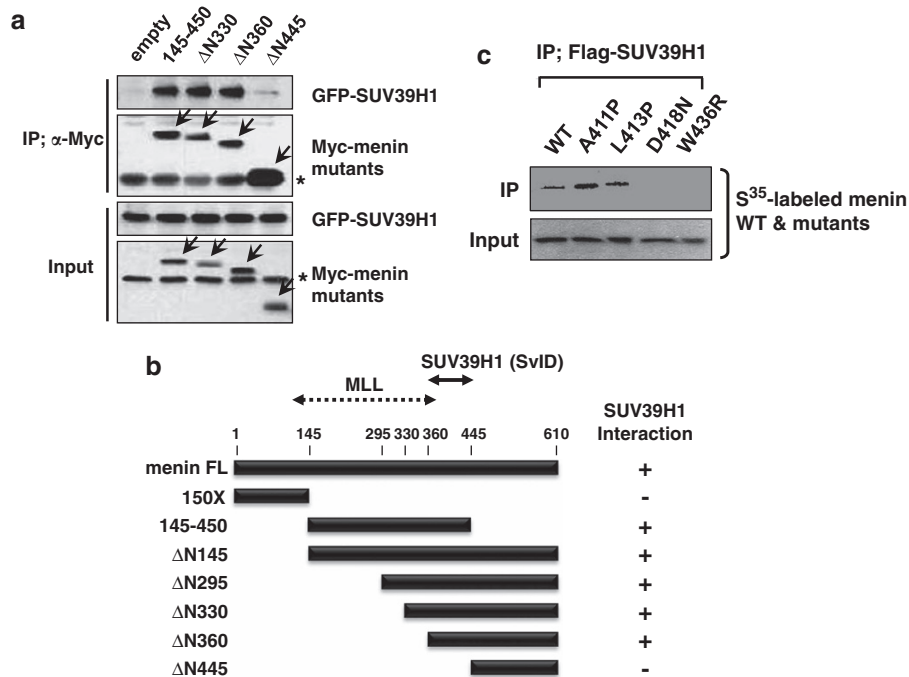 a
empty
145-450
ΔN330
ΔN360
ΔN445
IP; α-Myc
GFP-SUV39H1
Myc-menin
mutants
*
Input
GFP-SUV39H1
* Myc-menin
mutants
c
IP; Flag-SUV39H1
WT
A411P
L413P
D418N
W436R
IP
Input
S35-labeled menin
WT & mutants
b
SUV39H1 (SvID)
MLL
SUV39H1
Interaction
1 145 295 330 360 445 610
menin FL +
150X -
145-450 +
ΔN145 +
ΔN295 +
ΔN330 +
ΔN360 +
ΔN445 -